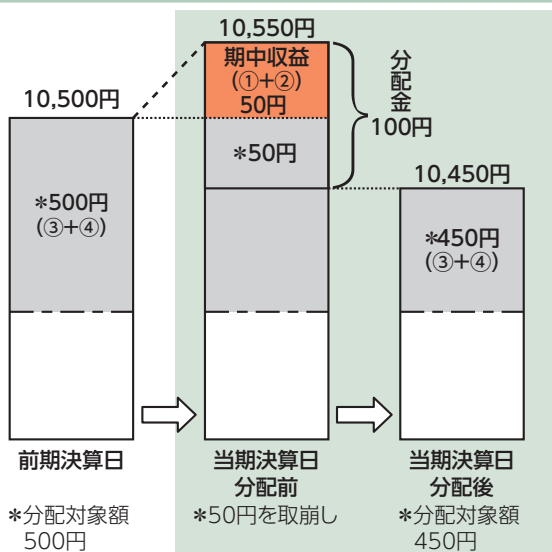 10,500円
*500円
(③+④)
前期決算日
*分配対象額
500円
10,550円
期中収益
(①+②)
50円
*50円
分配金
100円
当期決算日
分配前
*50円を取崩し
10,450円
*450円
(③+④)
当期決算日
分配後
*分配対象額
450円